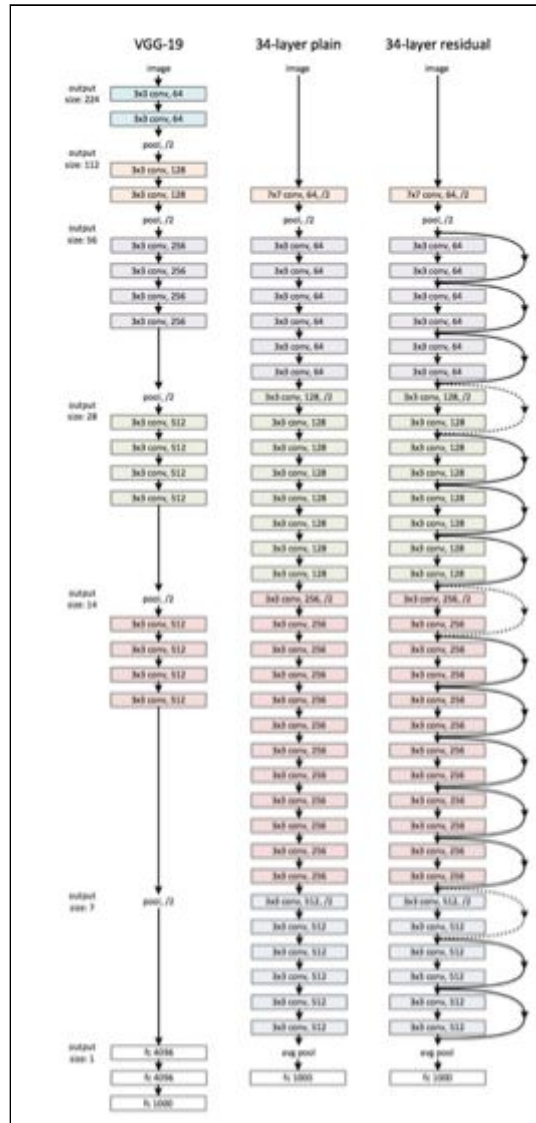 VGG-19
image
output
size: 224
3x3 conv, 64
3x3 conv, 64
pool, /2
output
size: 112
3x3 conv, 128
3x3 conv, 128
pool, /2
output
size: 56
3x3 conv, 256
3x3 conv, 256
3x3 conv, 256
3x3 conv, 256
pool, /2
output
size: 28
3x3 conv, 512
3x3 conv, 512
3x3 conv, 512
3x3 conv, 512
output
size: 14
pool, /2
3x3 conv, 512
3x3 conv, 512
3x3 conv, 512
3x3 conv, 512
output
size: 7
pool, /2
output
size: 1
fc 4096
fc 4096
fc 1000
34-layer plain
image
7x7 conv, 64, /2
pool, /2
3x3 conv, 64
3x3 conv, 64
3x3 conv, 64
3x3 conv, 64
3x3 conv, 64
3x3 conv, 64
3x3 conv, 128, /2
3x3 conv, 128
3x3 conv, 128
3x3 conv, 128
3x3 conv, 128
3x3 conv, 128
3x3 conv, 128
3x3 conv, 128
3x3 conv, 256, /2
3x3 conv, 256
3x3 conv, 256
3x3 conv, 256
3x3 conv, 256
3x3 conv, 256
3x3 conv, 256
3x3 conv, 256
3x3 conv, 256
3x3 conv, 256
3x3 conv, 256
3x3 conv, 256
3x3 conv, 512, /2
3x3 conv, 512
3x3 conv, 512
3x3 conv, 512
3x3 conv, 512
3x3 conv, 512
avg pool
fc 1000
34-layer residual
image
7x7 conv, 64, /2
pool, /2
3x3 conv, 64
3x3 conv, 64
3x3 conv, 64
3x3 conv, 64
3x3 conv, 64
3x3 conv, 64
3x3 conv, 128, /2
3x3 conv, 128
3x3 conv, 128
3x3 conv, 128
3x3 conv, 128
3x3 conv, 128
3x3 conv, 128
3x3 conv, 128
3x3 conv, 256, /2
3x3 conv, 256
3x3 conv, 256
3x3 conv, 256
3x3 conv, 256
3x3 conv, 256
3x3 conv, 256
3x3 conv, 256
3x3 conv, 256
3x3 conv, 256
3x3 conv, 256
3x3 conv, 256
3x3 conv, 512, /2
3x3 conv, 512
3x3 conv, 512
3x3 conv, 512
3x3 conv, 512
3x3 conv, 512
avg pool
fc 1000